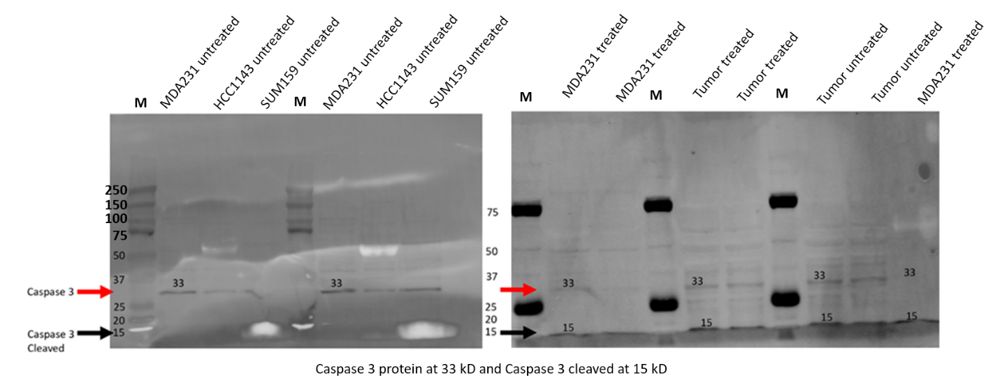 MDA231 untreated
HCC1143 untreated
SUM159 untreated
MDA231 untreated
HCC1143 untreated
SUM159 untreated
MDA231 treated
MDA231 treated
Tumor treated
Tumor treated
Tumor untreated
Tumor untreated
MDA231 treated
M
M
M
M
M
250
150
100
75
50
37
25
20
15
33
33
Caspase 3
Caspase 3
Cleaved
75
50
37
25
20
15
33
33
33
33
15
15
15
15
Caspase 3 protein at 33 kD and Caspase 3 cleaved at 15 kD